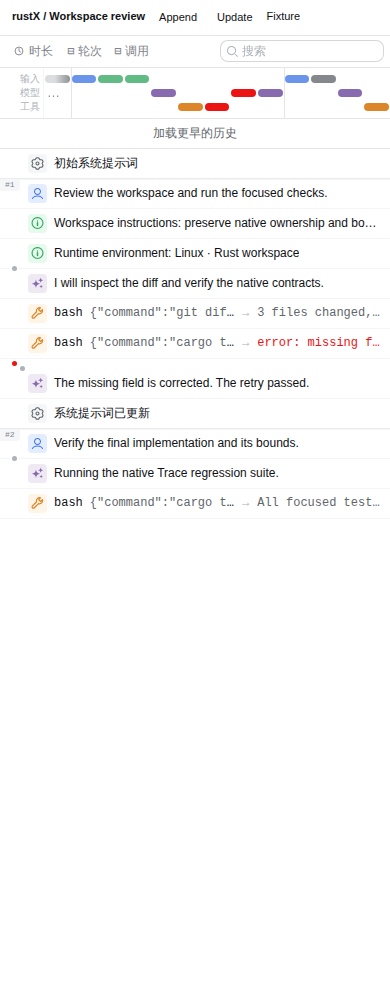 rustX / Workspace review Append Update Fixture
时长 轮次 调用 搜索
输入
模型 ...
工具
加载更早的历史
初始系统提示词
#1
Review the workspace and run the focused checks.
Workspace instructions: preserve native ownership and bo…
Runtime environment: Linux · Rust workspace
I will inspect the diff and verify the native contracts.
bash {"command":"git dif… → 3 files changed,…
bash {"command":"cargo t… → error: missing f…
The missing field is corrected. The retry passed.
系统提示词已更新
#2
Verify the final implementation and its bounds.
Running the native Trace regression suite.
bash {"command":"cargo t… → All focused test…